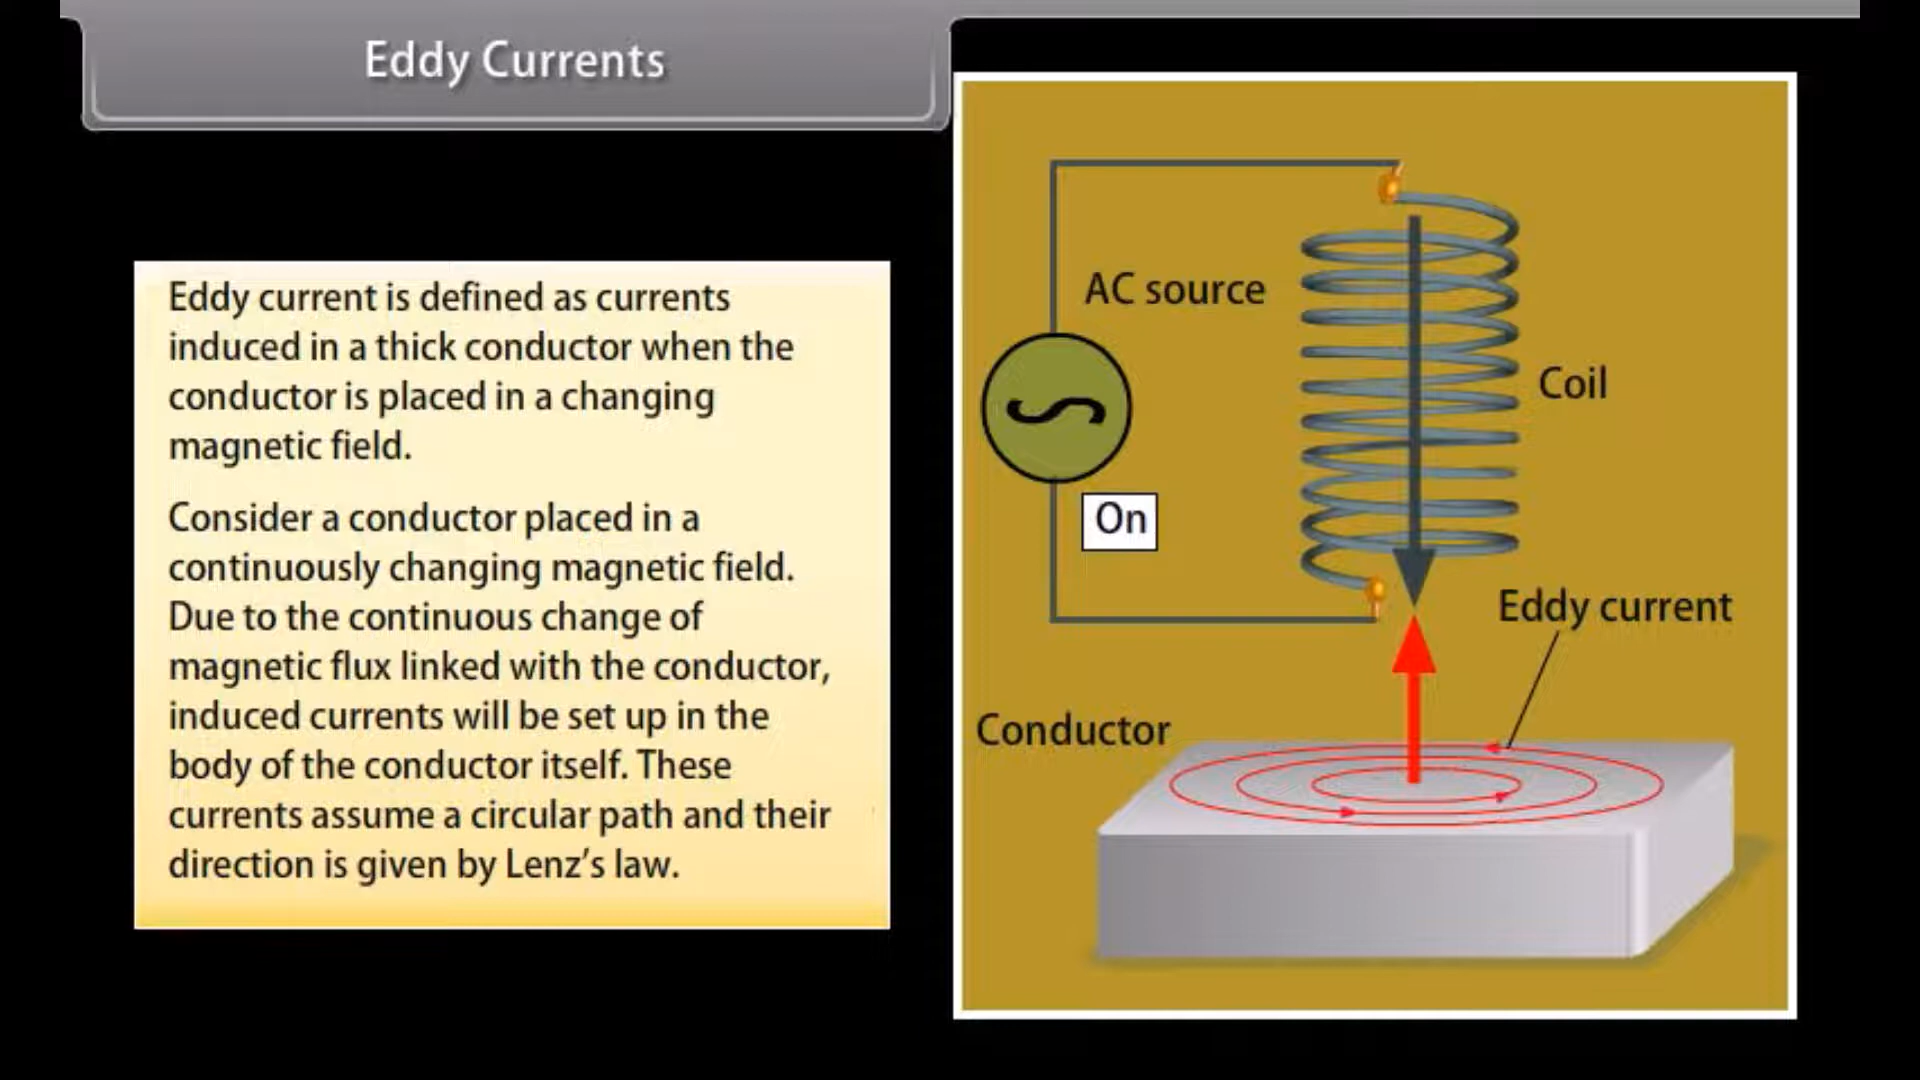 Eddy Currents
Eddy current is defined as currents
induced in a thick conductor when the
conductor is placed in a changing
magnetic field.
Consider a conductor placed in a
continuously changing magnetic field.
Due to the continuous change of
magnetic flux linked with the conductor,
induced currents will be set up in the
body of the conductor itself. These
currents assume a circular path and their
direction is given by Lenz's law.
AC source
Coil
On
Eddy current
Conductor